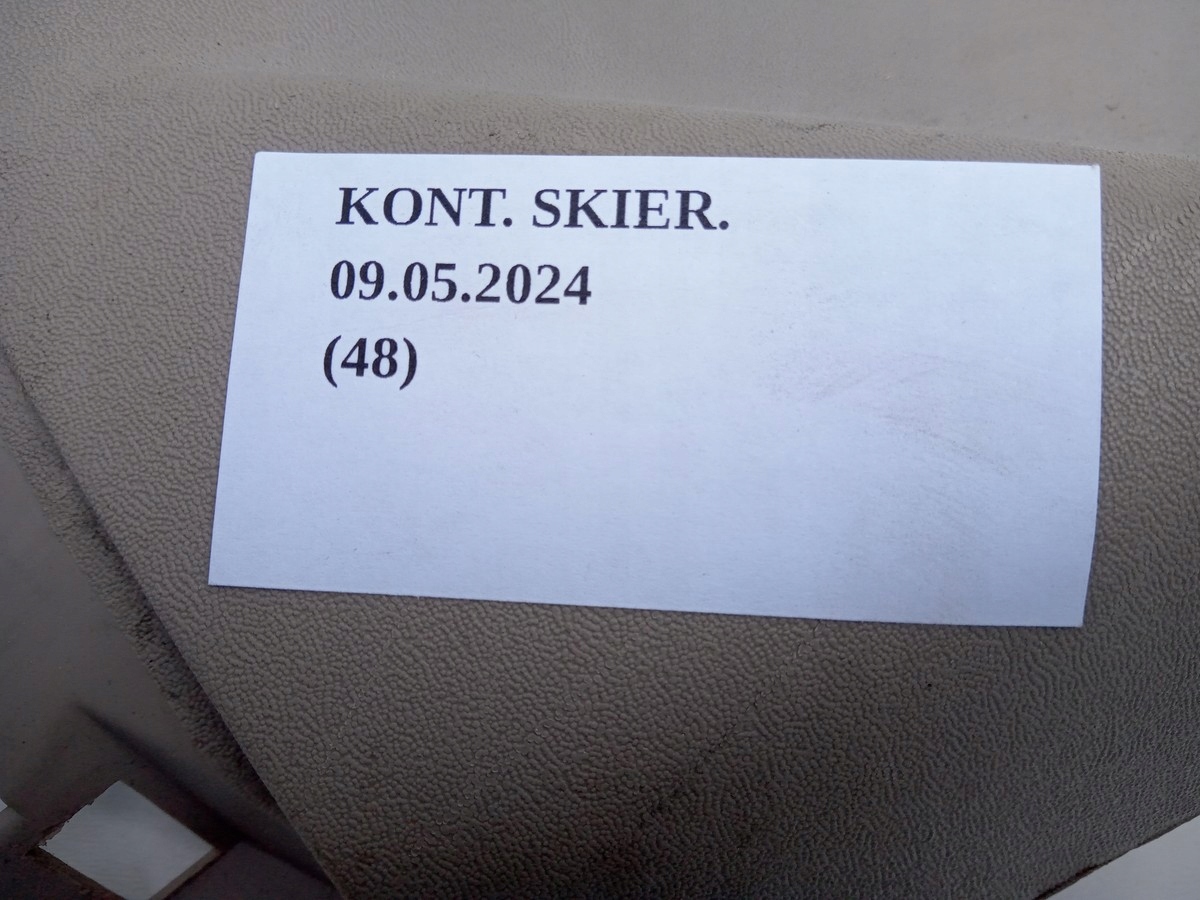 KONT. SKIER.
09.05.2024
(48)